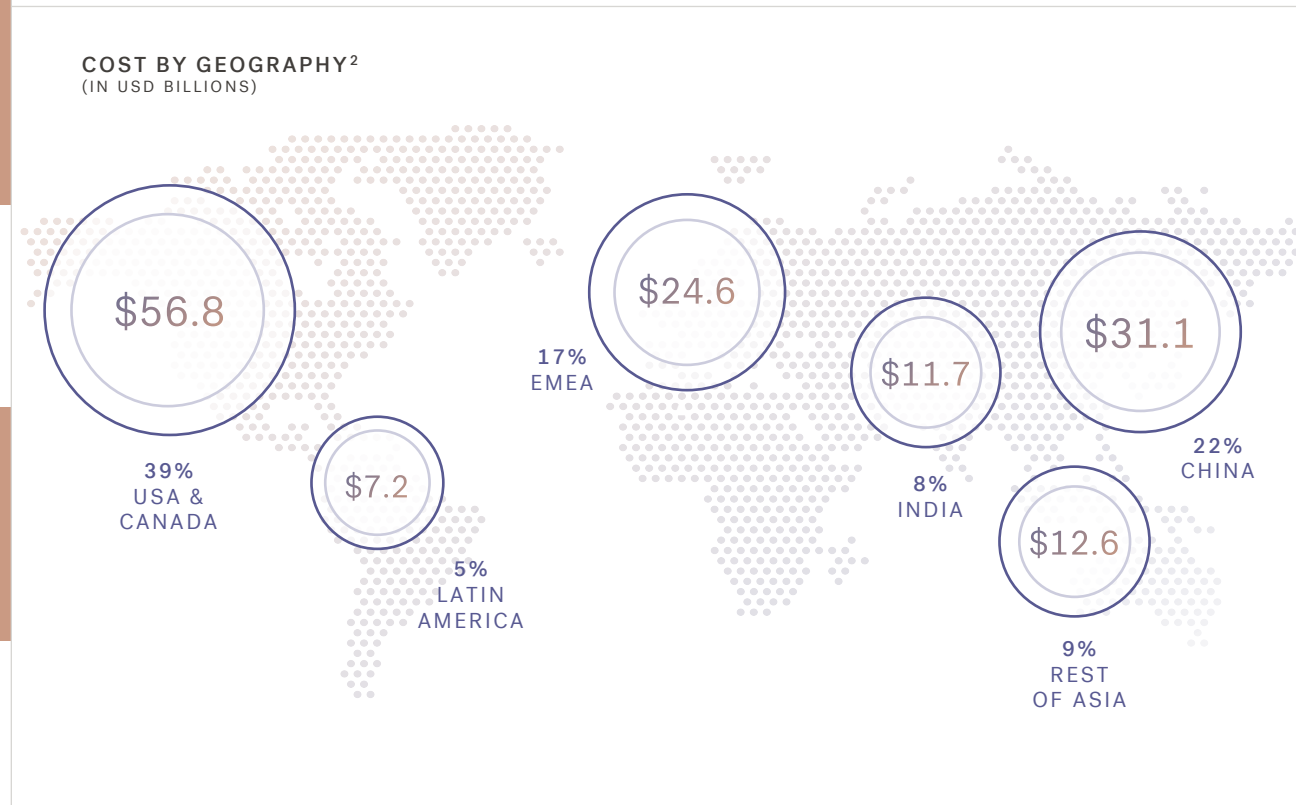 COST BY GEOGRAPHY²
(IN USD BILLIONS)
$56.8
39%
USA &
CANADA
$7.2
5%
LATIN
AMERICA
$24.6
17%
EMEA
$11.7
8%
INDIA
$31.1
22%
CHINA
$12.6
9%
REST
OF ASIA